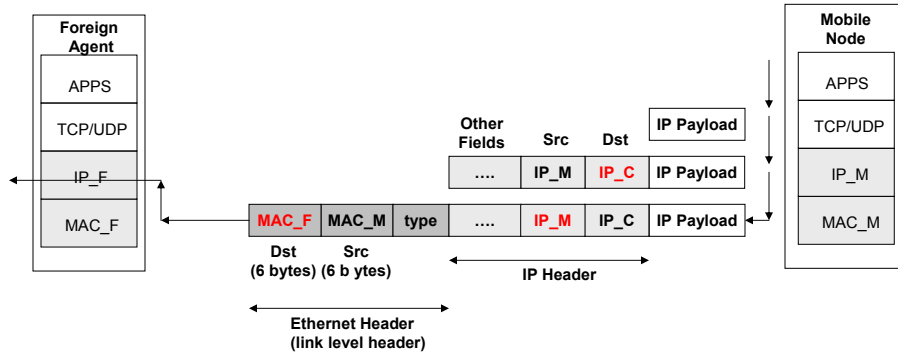 Foreign
Agent
APPS
TCP/UDP
IP_F
MAC_F
Mobile
Node
APPS
TCP/UDP
IP_M
MAC_M
IP Payload
Other
Fields
Src
Dst
.... IP_M IP_C IP Payload
MAC_F MAC_M type .... IP_M IP_C IP Payload
Dst
(6 bytes)
Src
(6 b ytes)
IP Header
Ethernet Header
(link level header)